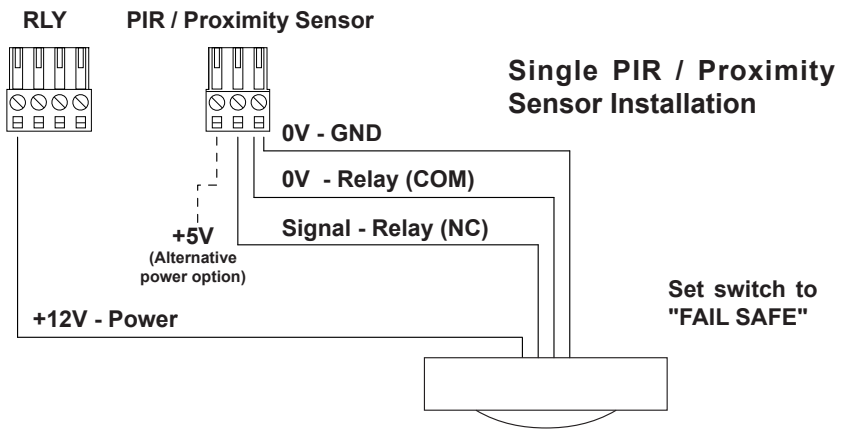 RLY
PIR / Proximity Sensor
Single PIR / Proximity
Sensor Installation
0V - GND
0V - Relay (COM)
Signal - Relay (NC)
+5V
(Alternative
power option)
Set switch to
"FAIL SAFE"
+12V - Power